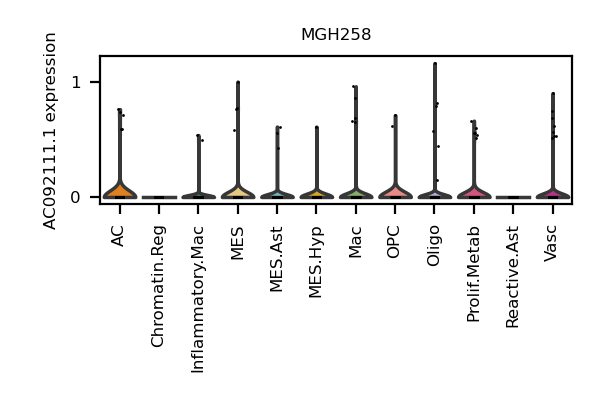 MGH258
AC092111.1 expression
1
0
AC
Chromatin.Reg
Inflammatory.Mac
MES
MES.Ast
MES.Hyp
Mac
OPC
Oligo
Prolif.Metab
Reactive.Ast
Vasc